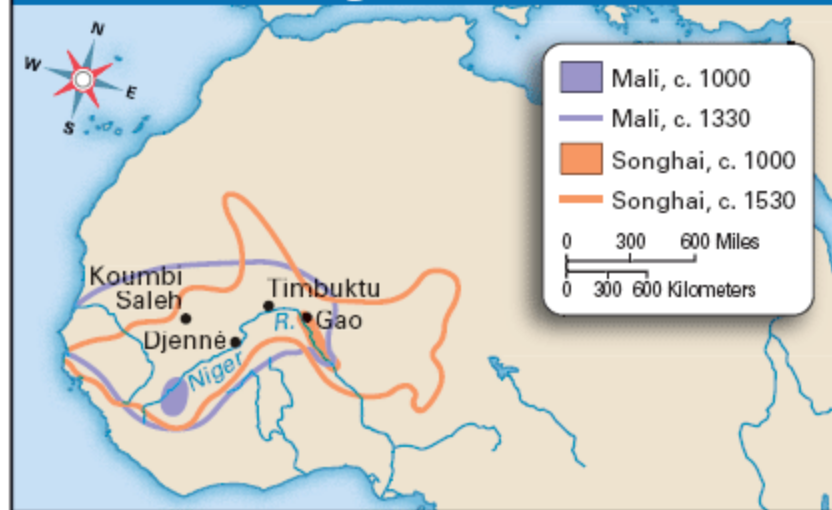 N
W
E
S
Mali, c. 1000
Mali, c. 1330
Songhai, c. 1000
Songhai, c. 1530
0 300 600 Miles
0 300 600 Kilometers
Koumbi
Saleh
Timbuktu
Gao
Djenné
Niger
R.